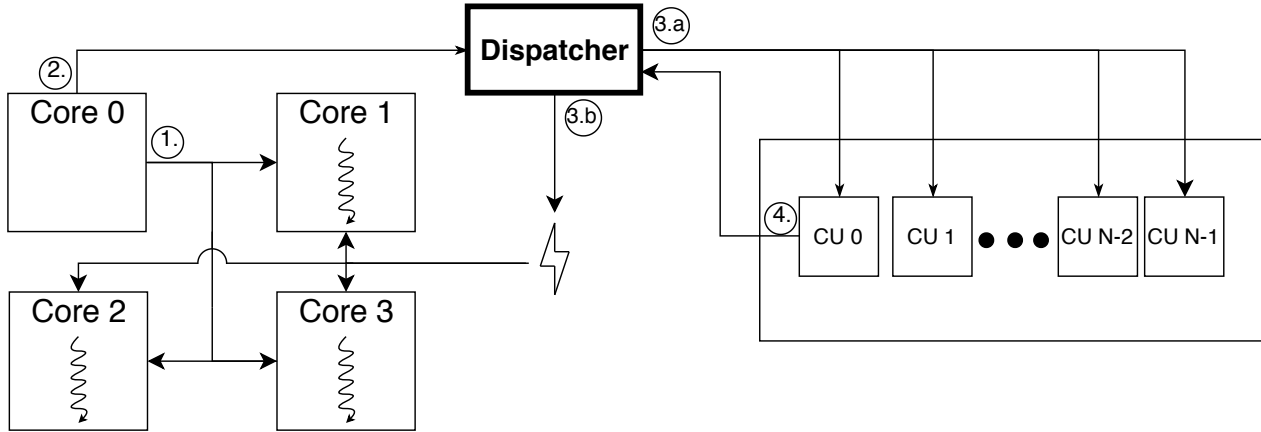 3.a
Dispatcher
2.
3.b
Core 0
Core 1
1.
4.
CU 0
CU 1
CU N-2
CU N-1
Core 2
Core 3